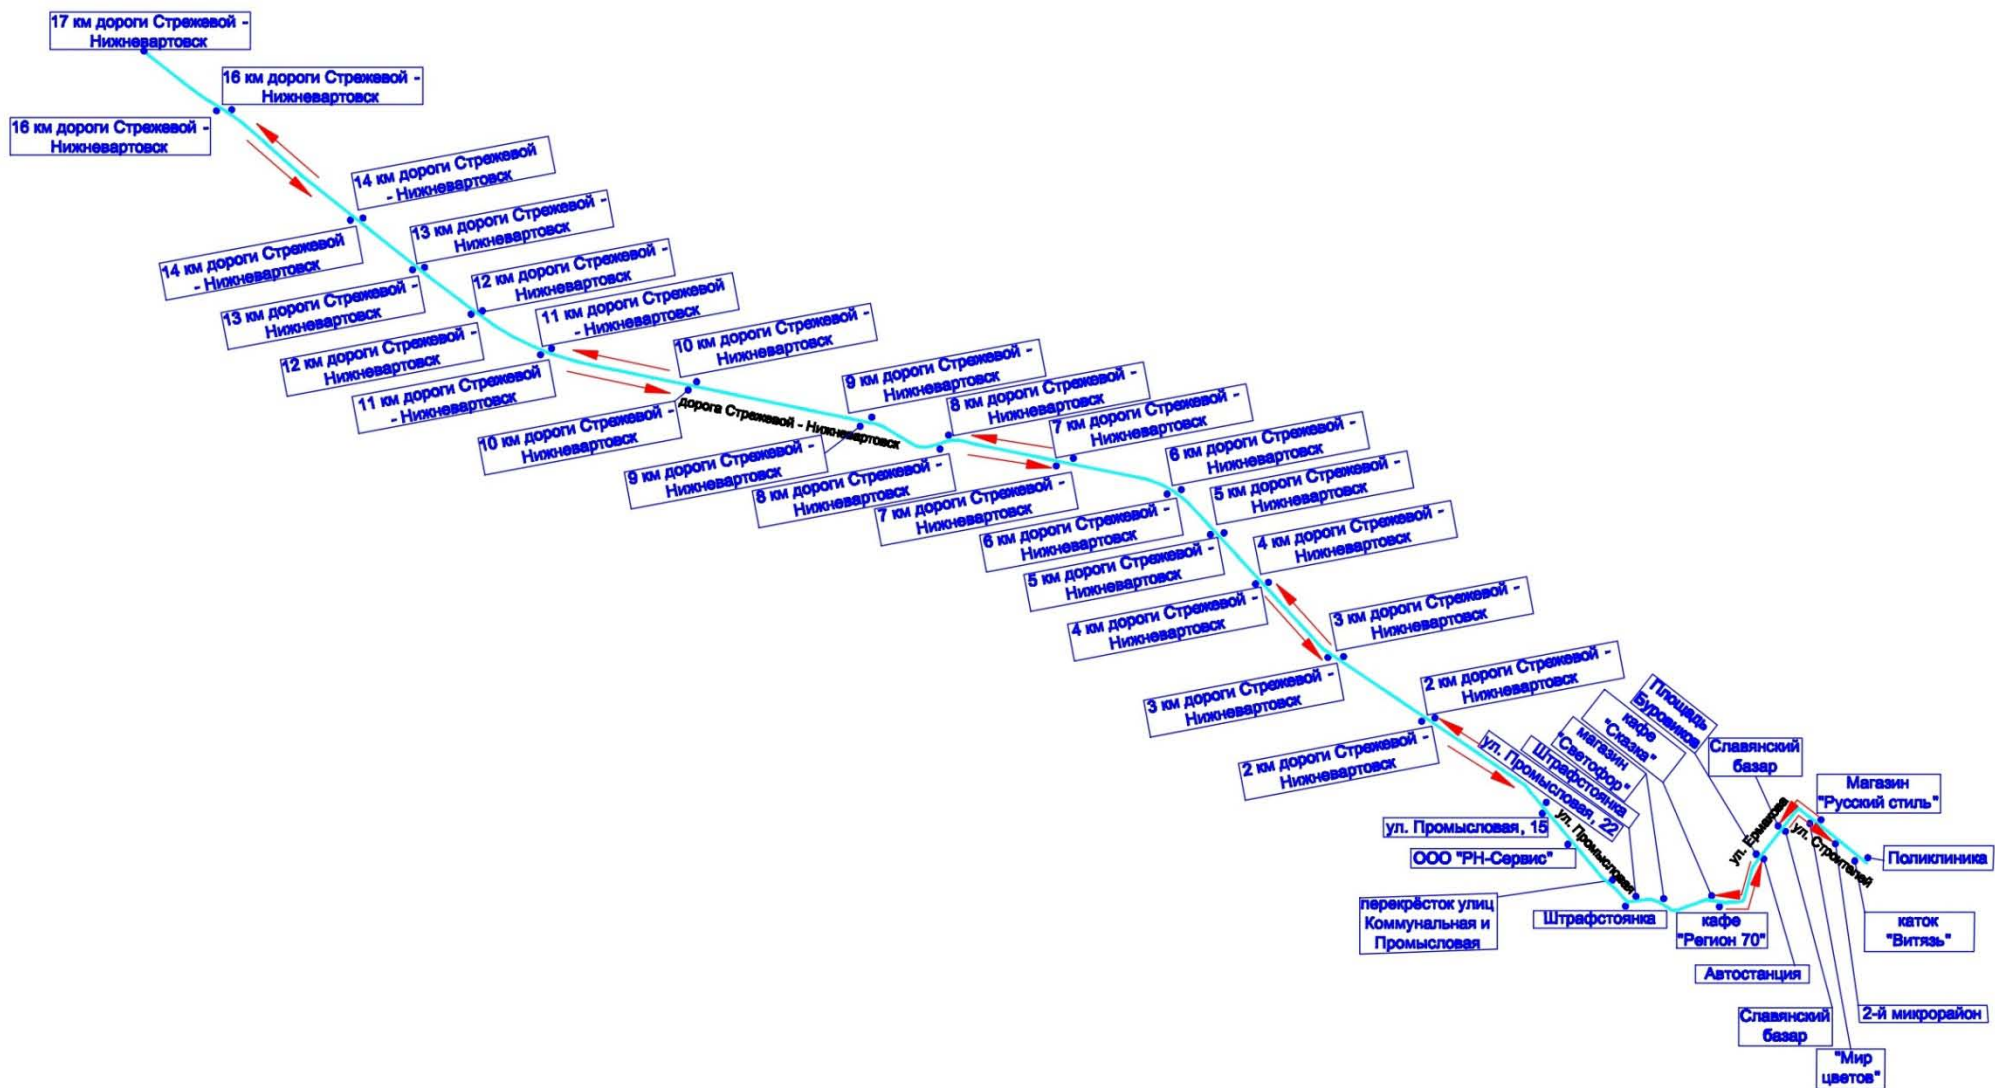 17 км дороги Стрежевой -
Нижневартовск
16 км дороги Стрежевой -
Нижневартовск
16 км дороги Стрежевой -
Нижневартовск
14 км дороги Стрежевой
- Нижневартовск
14 км дороги Стрежевой
- Нижневартовск
13 км дороги Стрежевой -
Нижневартовск
13 км дороги Стрежевой -
Нижневартовск
12 км дороги Стрежевой -
Нижневартовск
12 км дороги Стрежевой -
Нижневартовск
11 км дороги Стрежевой
- Нижневартовск
11 км дороги Стрежевой
- Нижневартовск
10 км дороги Стрежевой -
Нижневартовск
10 км дороги Стрежевой -
Нижневартовск
дорога Стрежевой - Нижневартовск
9 км дороги Стрежевой -
Нижневартовск
9 км дороги Стрежевой -
Нижневартовск
8 км дороги Стрежевой -
Нижневартовск
8 км дороги Стрежевой -
Нижневартовск
7 км дороги Стрежевой -
Нижневартовск
7 км дороги Стрежевой -
Нижневартовск
6 км дороги Стрежевой -
Нижневартовск
6 км дороги Стрежевой -
Нижневартовск
5 км дороги Стрежевой -
Нижневартовск
5 км дороги Стрежевой -
Нижневартовск
4 км дороги Стрежевой -
Нижневартовск
4 км дороги Стрежевой -
Нижневартовск
3 км дороги Стрежевой -
Нижневартовск
3 км дороги Стрежевой -
Нижневартовск
2 км дороги Стрежевой -
Нижневартовск
2 км дороги Стрежевой -
Нижневартовск
ул. Промысловая, 22
Штрафстоянка
магазин
"Светофор"
кафе
"Сказка"
Площадь
Буровиков
Славянский
базар
Магазин
"Русский стиль"
ул. Промысловая, 15
ООО "РН-Сервис"
ул. Промысловая
ул. Ермакова
ул. Строителей
Поликлиника
перекрёсток улиц
Коммунальная и
Промысловая
Штрафстоянка
кафе
"Регион 70"
каток
"Витязь"
Автостанция
Славянский
базар
2-й микрорайон
"Мир
цветов"